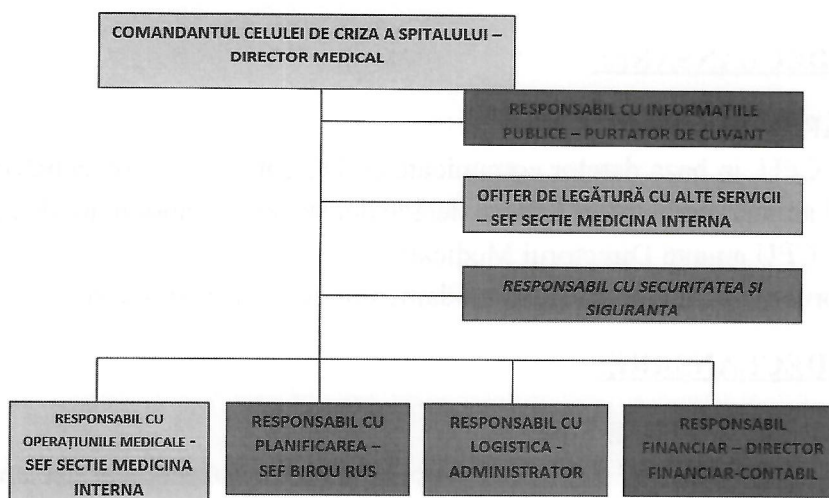 COMANDANTUL CELULEI DE CRIZA A SPITALULUI –
DIRECTOR MEDICAL
RESPONSABIL CU INFORMATIILE
PUBLICE – PURTATOR DE CUVANT
OFIȚER DE LEGĂTURĂ CU ALTE SERVICII
– SEF SECTIE MEDICINA INTERNA
RESPONSABIL CU SECURITATEA ȘI
SIGURANTA
RESPONSABIL CU
OPERAȚIUNILE MEDICALE -
SEF SECTIE MEDICINA
INTERNA
RESPONSABIL CU
PLANIFICAREA –
SEF BIROU RUS
RESPONSABIL CU
LOGISTICA -
ADMINISTRATOR
RESPONSABIL
FINANCIAR – DIRECTOR
FINANCIAR-CONTABIL